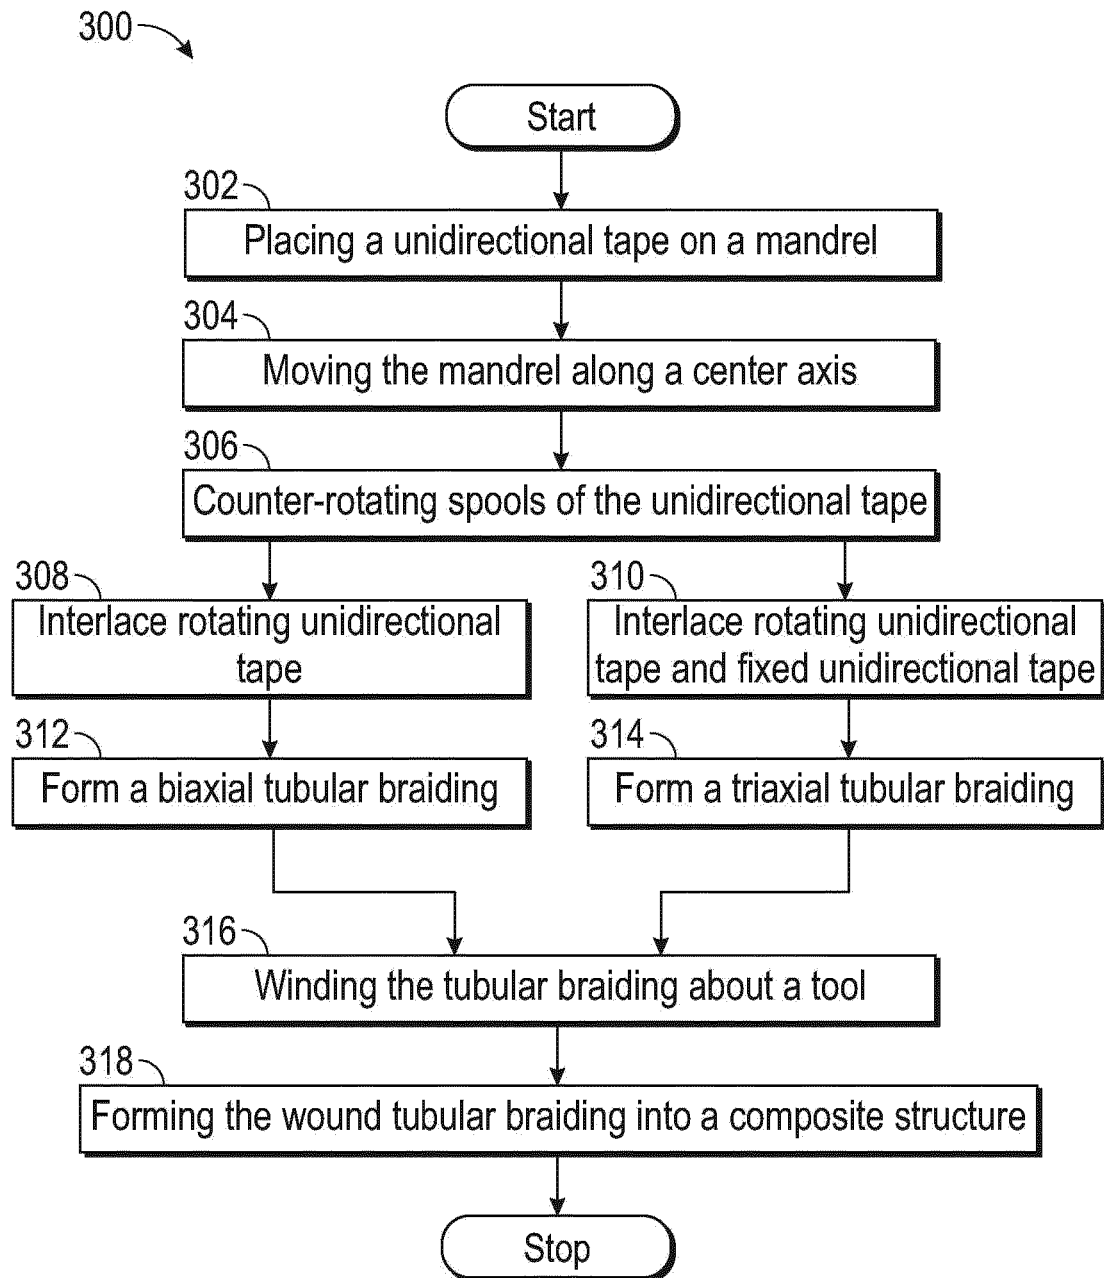 300
Start
302
Placing a unidirectional tape on a mandrel
304
Moving the mandrel along a center axis
306
Counter-rotating spools of the unidirectional tape
308
Interlace rotating unidirectional
tape
310
Interlace rotating unidirectional
tape and fixed unidirectional tape
312
Form a biaxial tubular braiding
314
Form a triaxial tubular braiding
316
Winding the tubular braiding about a tool
318
Forming the wound tubular braiding into a composite structure
Stop